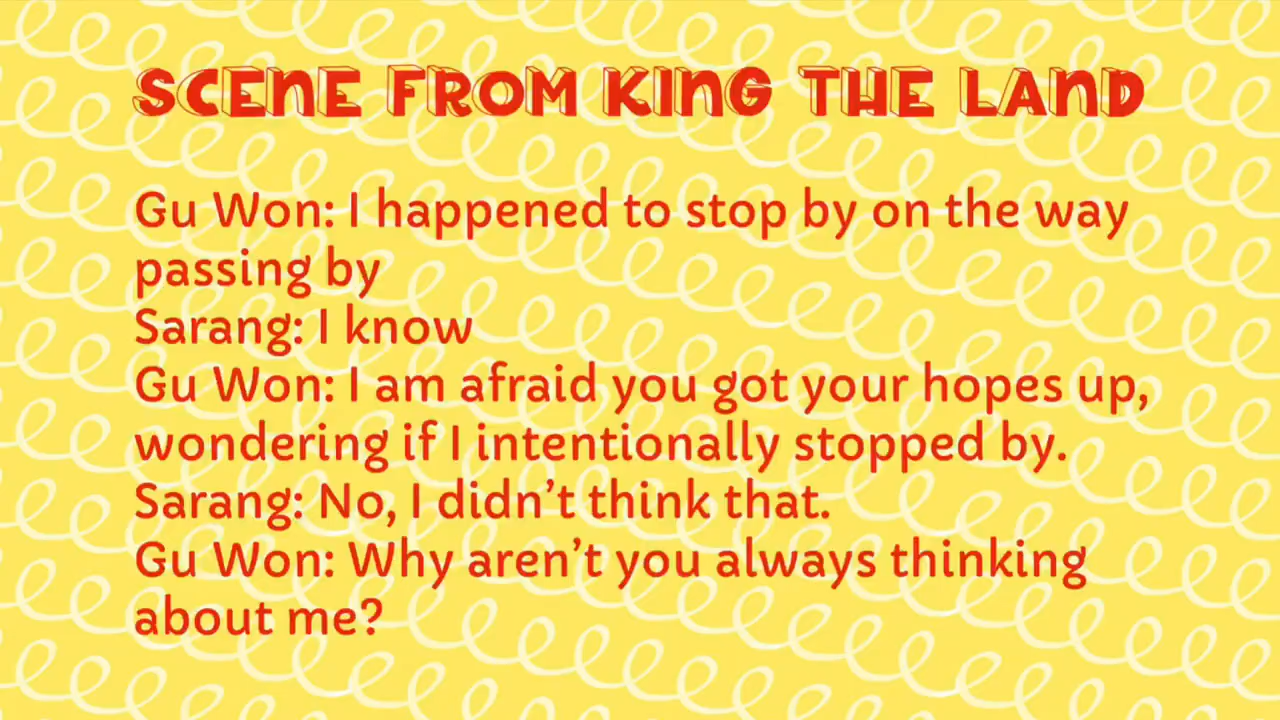 SCENE FROM KING THE LAND
Gu Won: I happened to stop by on the way
passing by
Sarang: I know
Gu Won: I am afraid you got your hopes up,
wondering if I intentionally stopped by.
Sarang: No, I didn’t think that.
Gu Won: Why aren’t you always thinking
about me?